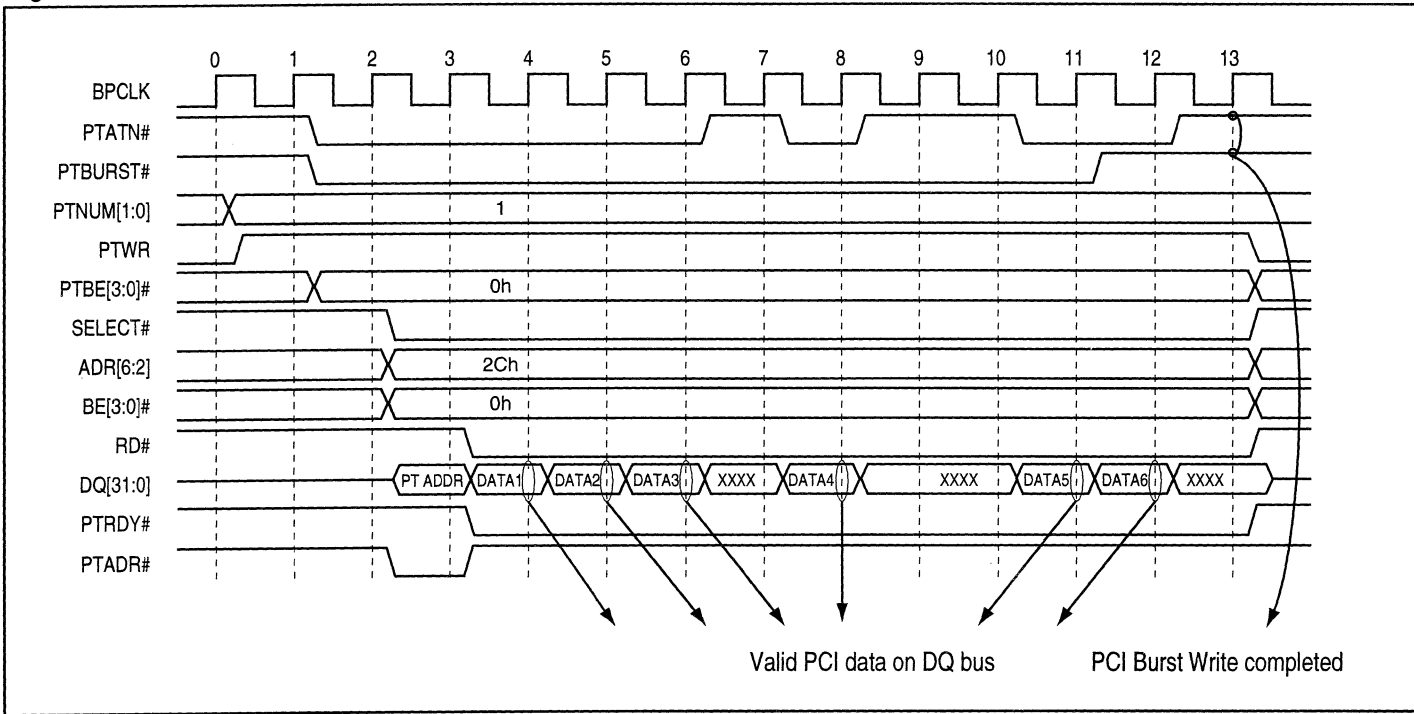 0 1 2 3 4 5 6 7 8 9 10 11 12 13
BPCLK
PTATN#
PTBURST#
PTNUM[1:0] 1
PTWR
PTBE[3:0]# 0h
SELECT#
ADR[6:2] 2Ch
BE[3:0]# 0h
RD#
DQ[31:0] PT ADDR DATA1 DATA2 DATA3 XXXX DATA4 XXXX DATA5 DATA6 XXXX
PTRDY#
PTADR#
Valid PCI data on DQ bus PCI Burst Write completed